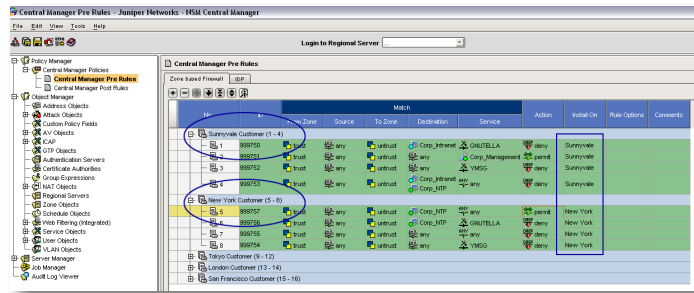 Central Manager Pre Rules - Juniper Networks - NSM Central Manager
File Edit View Tools Help
Login to Regional Server ...
Policy Manager
Central Manager Policies
Central Manager Pre Rules
Central Manager Post Rules
Object Manager
Address Objects
Attack Objects
Custom Policy Fields
AV Objects
ICAP
GTP Objects
Authentication Servers
Certificate Authorities
Group Expressions
NAT Objects
Regional Servers
Zone Objects
Schedule Objects
Web Filtering (Integrated)
Service Objects
User Objects
VLAN Objects
Server Manager
Job Manager
Audit Log Viewer
Central Manager Pre Rules
Zone based Firewall IDP
Match
No ID From Zone Source To Zone Destination Service Action Install On Rule Options Comments
Sunnyvale Customer (1 - 4)
1 999750 trust any untrust Corp_Intranet GNUTELLA deny Sunnyvale
2 999751 trust any untrust Corp_Management permit Sunnyvale
3 999752 trust any untrust any YMSG deny Sunnyvale
4 999753 trust any untrust Corp_Intranet Corp_NTP any deny Sunnyvale
New York Customer (5 - 8)
5 999757 trust any untrust Corp_NTP any permit New York
6 999756 trust any untrust Corp_NTP GNUTELLA deny New York
7 999755 trust any untrust any any deny New York
8 999754 trust any untrust any YMSG deny New York
Tokyo Customer (9 - 12)
London Customer (13 - 14)
San Francisco Customer (15 - 16)